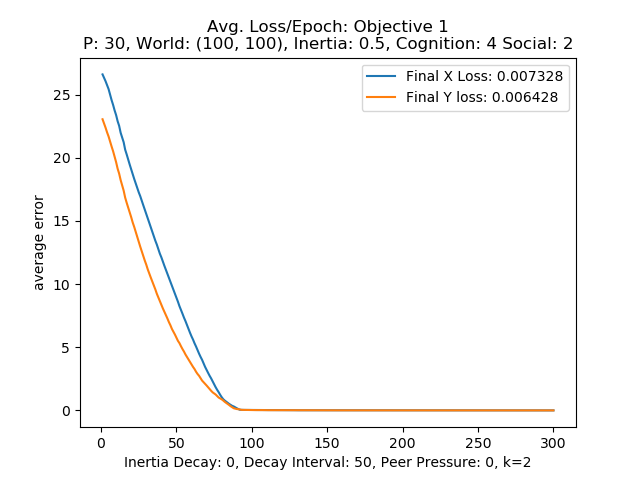 Avg. Loss/Epoch: Objective 1
P: 30, World: (100, 100), Inertia: 0.5, Cognition: 4 Social: 2
Final X Loss: 0.007328
Final Y loss: 0.006428
average error
25
20
15
10
5
0
0 50 100 150 200 250 300
Inertia Decay: 0, Decay Interval: 50, Peer Pressure: 0, k=2